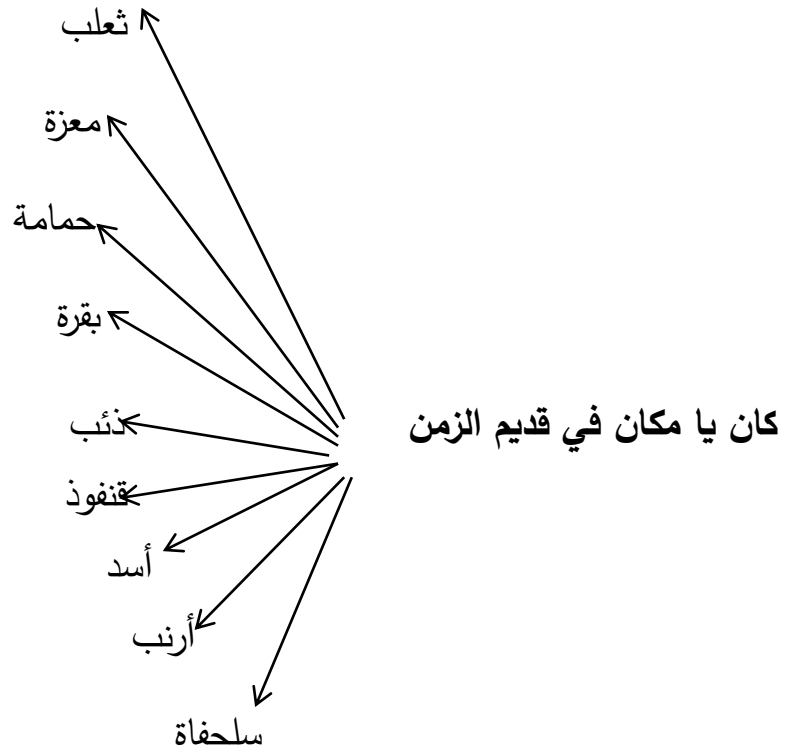 ثعلب
معزة
حمامة
بقرة
كان يا مكان في قديم الزمن
ذئب
قنفوذ
أسد
أرنب
سلحفاة